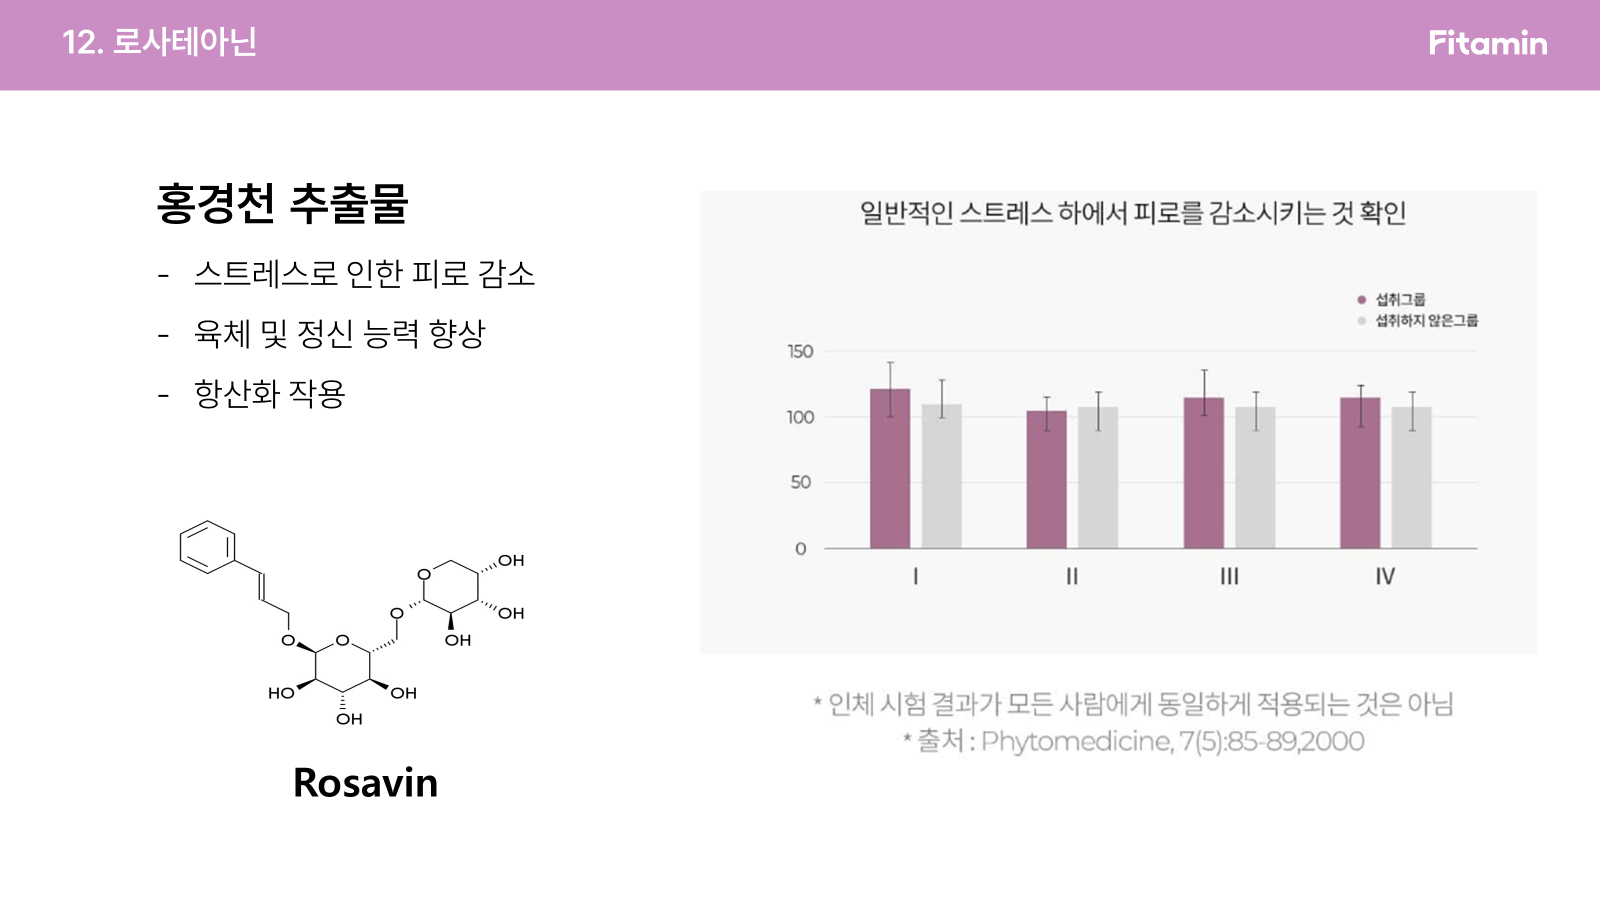 12. 로사테아닌
Fitamin
홍경천 추출물
- 스트레스로 인한 피로 감소
- 육체 및 정신 능력 향상
- 항산화 작용
OH
O
OH
O
OH
O
O
HO
OH
OH
Rosavin
일반적인 스트레스 하에서 피로를 감소시키는 것 확인
섭취그룹
섭취하지 않은그룹
150
100
50
0
I II III IV
* 인체 시험 결과가 모든 사람에게 동일하게 적용되는 것은 아님
* 출처 : Phytomedicine, 7(5):85-89,2000